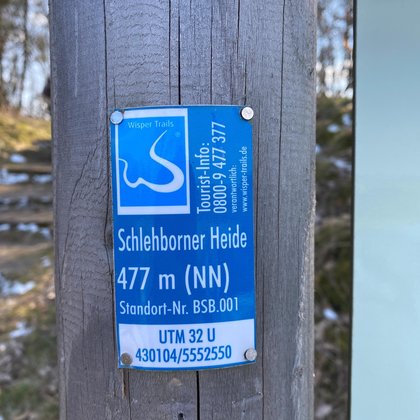 Wisper Trails
Tourist-Info:
0800-9 477 377
verantwortlich:
www.wisper-trails.de
Schlehborner Heide
477 m (NN)
Standort-Nr. BSB.001
UTM 32 U
430104/5552550